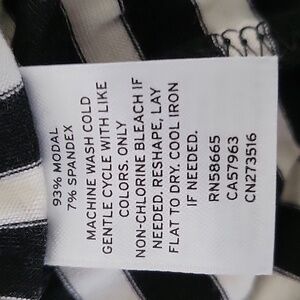 93% MODAL
7% SPANDEX
MACHINE WASH COLD
GENTLE CYCLE WITH LIKE
COLORS. ONLY
NON-CHLORINE BLEACH IF
NEEDED. RESHAPE, LAY
FLAT TO DRY. COOL IRON
IF NEEDED.
RN58665
CA57963
CN273516